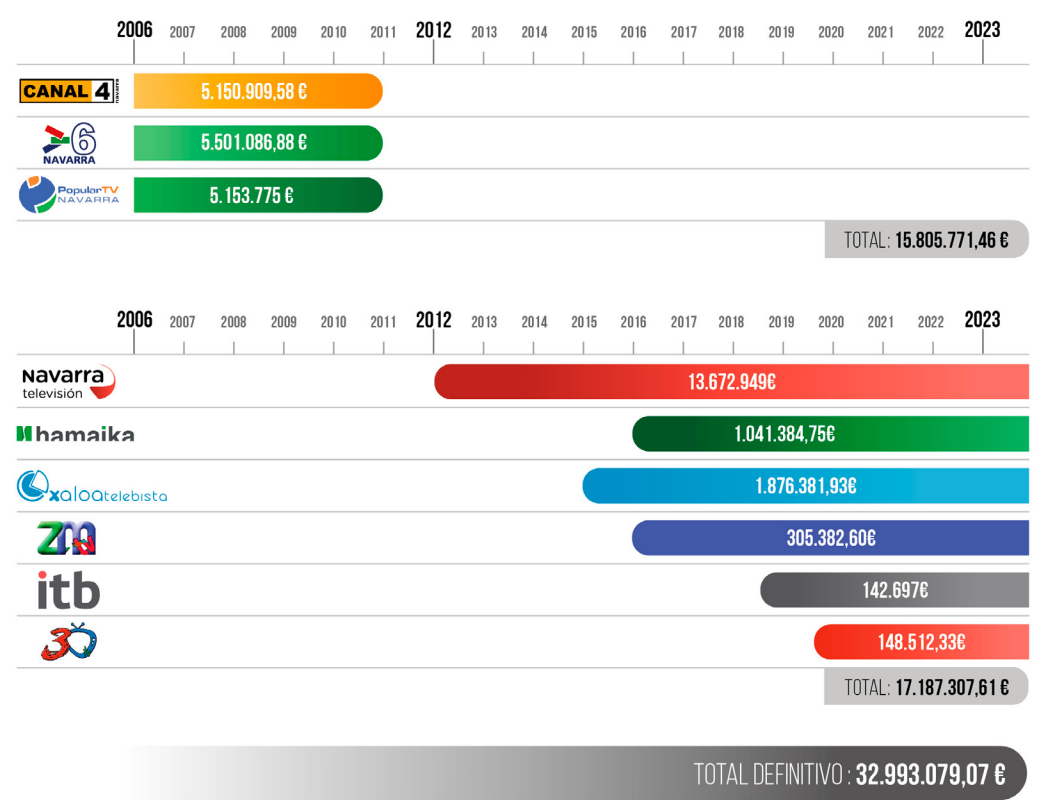 2006 2007 2008 2009 2010 2011 2012 2013 2014 2015 2016 2017 2018 2019 2020 2021 2022 2023
CANAL 4 navarra 5.150.909,58 €
6 NAVARRA 5.501.086,88 €
PopularTV NAVARRA 5.153.775 €
TOTAL: 15.805.771,46 €
2006 2007 2008 2009 2010 2011 2012 2013 2014 2015 2016 2017 2018 2019 2020 2021 2022 2023
Navarra televisión 13.672.949€
hamaika 1.041.384,75€
xaloatelebista 1.876.381,93€
ZM 305.382,60€
itb 142.697€
30 148.512,33€
TOTAL: 17.187.307,61 €
TOTAL DEFINITIVO : 32.993.079,07 €